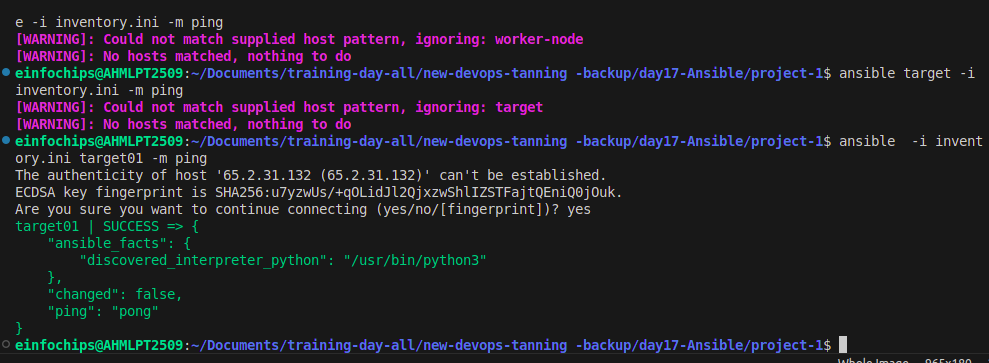 e -i inventory.ini -m ping
[WARNING]: Could not match supplied host pattern, ignoring: worker-node
[WARNING]: No hosts matched, nothing to do
einfochips@AHMLPT2509:~/Documents/training-day-all/new-devops-tanning -backup/day17-Ansible/project-1$ ansible target -i
inventory.ini -m ping
[WARNING]: Could not match supplied host pattern, ignoring: target
[WARNING]: No hosts matched, nothing to do
einfochips@AHMLPT2509:~/Documents/training-day-all/new-devops-tanning -backup/day17-Ansible/project-1$ ansible  -i invent
ory.ini target01 -m ping
The authenticity of host '65.2.31.132 (65.2.31.132)' can't be established.
ECDSA key fingerprint is SHA256:u7yzwUs/+qOLidJl2QjxzwShlIZSTFajtQEniQ0jOuk.
Are you sure you want to continue connecting (yes/no/[fingerprint])? yes
target01 | SUCCESS => {
    "ansible_facts": {
        "discovered_interpreter_python": "/usr/bin/python3"
    },
    "changed": false,
    "ping": "pong"
}
einfochips@AHMLPT2509:~/Documents/training-day-all/new-devops-tanning -backup/day17-Ansible/project-1$